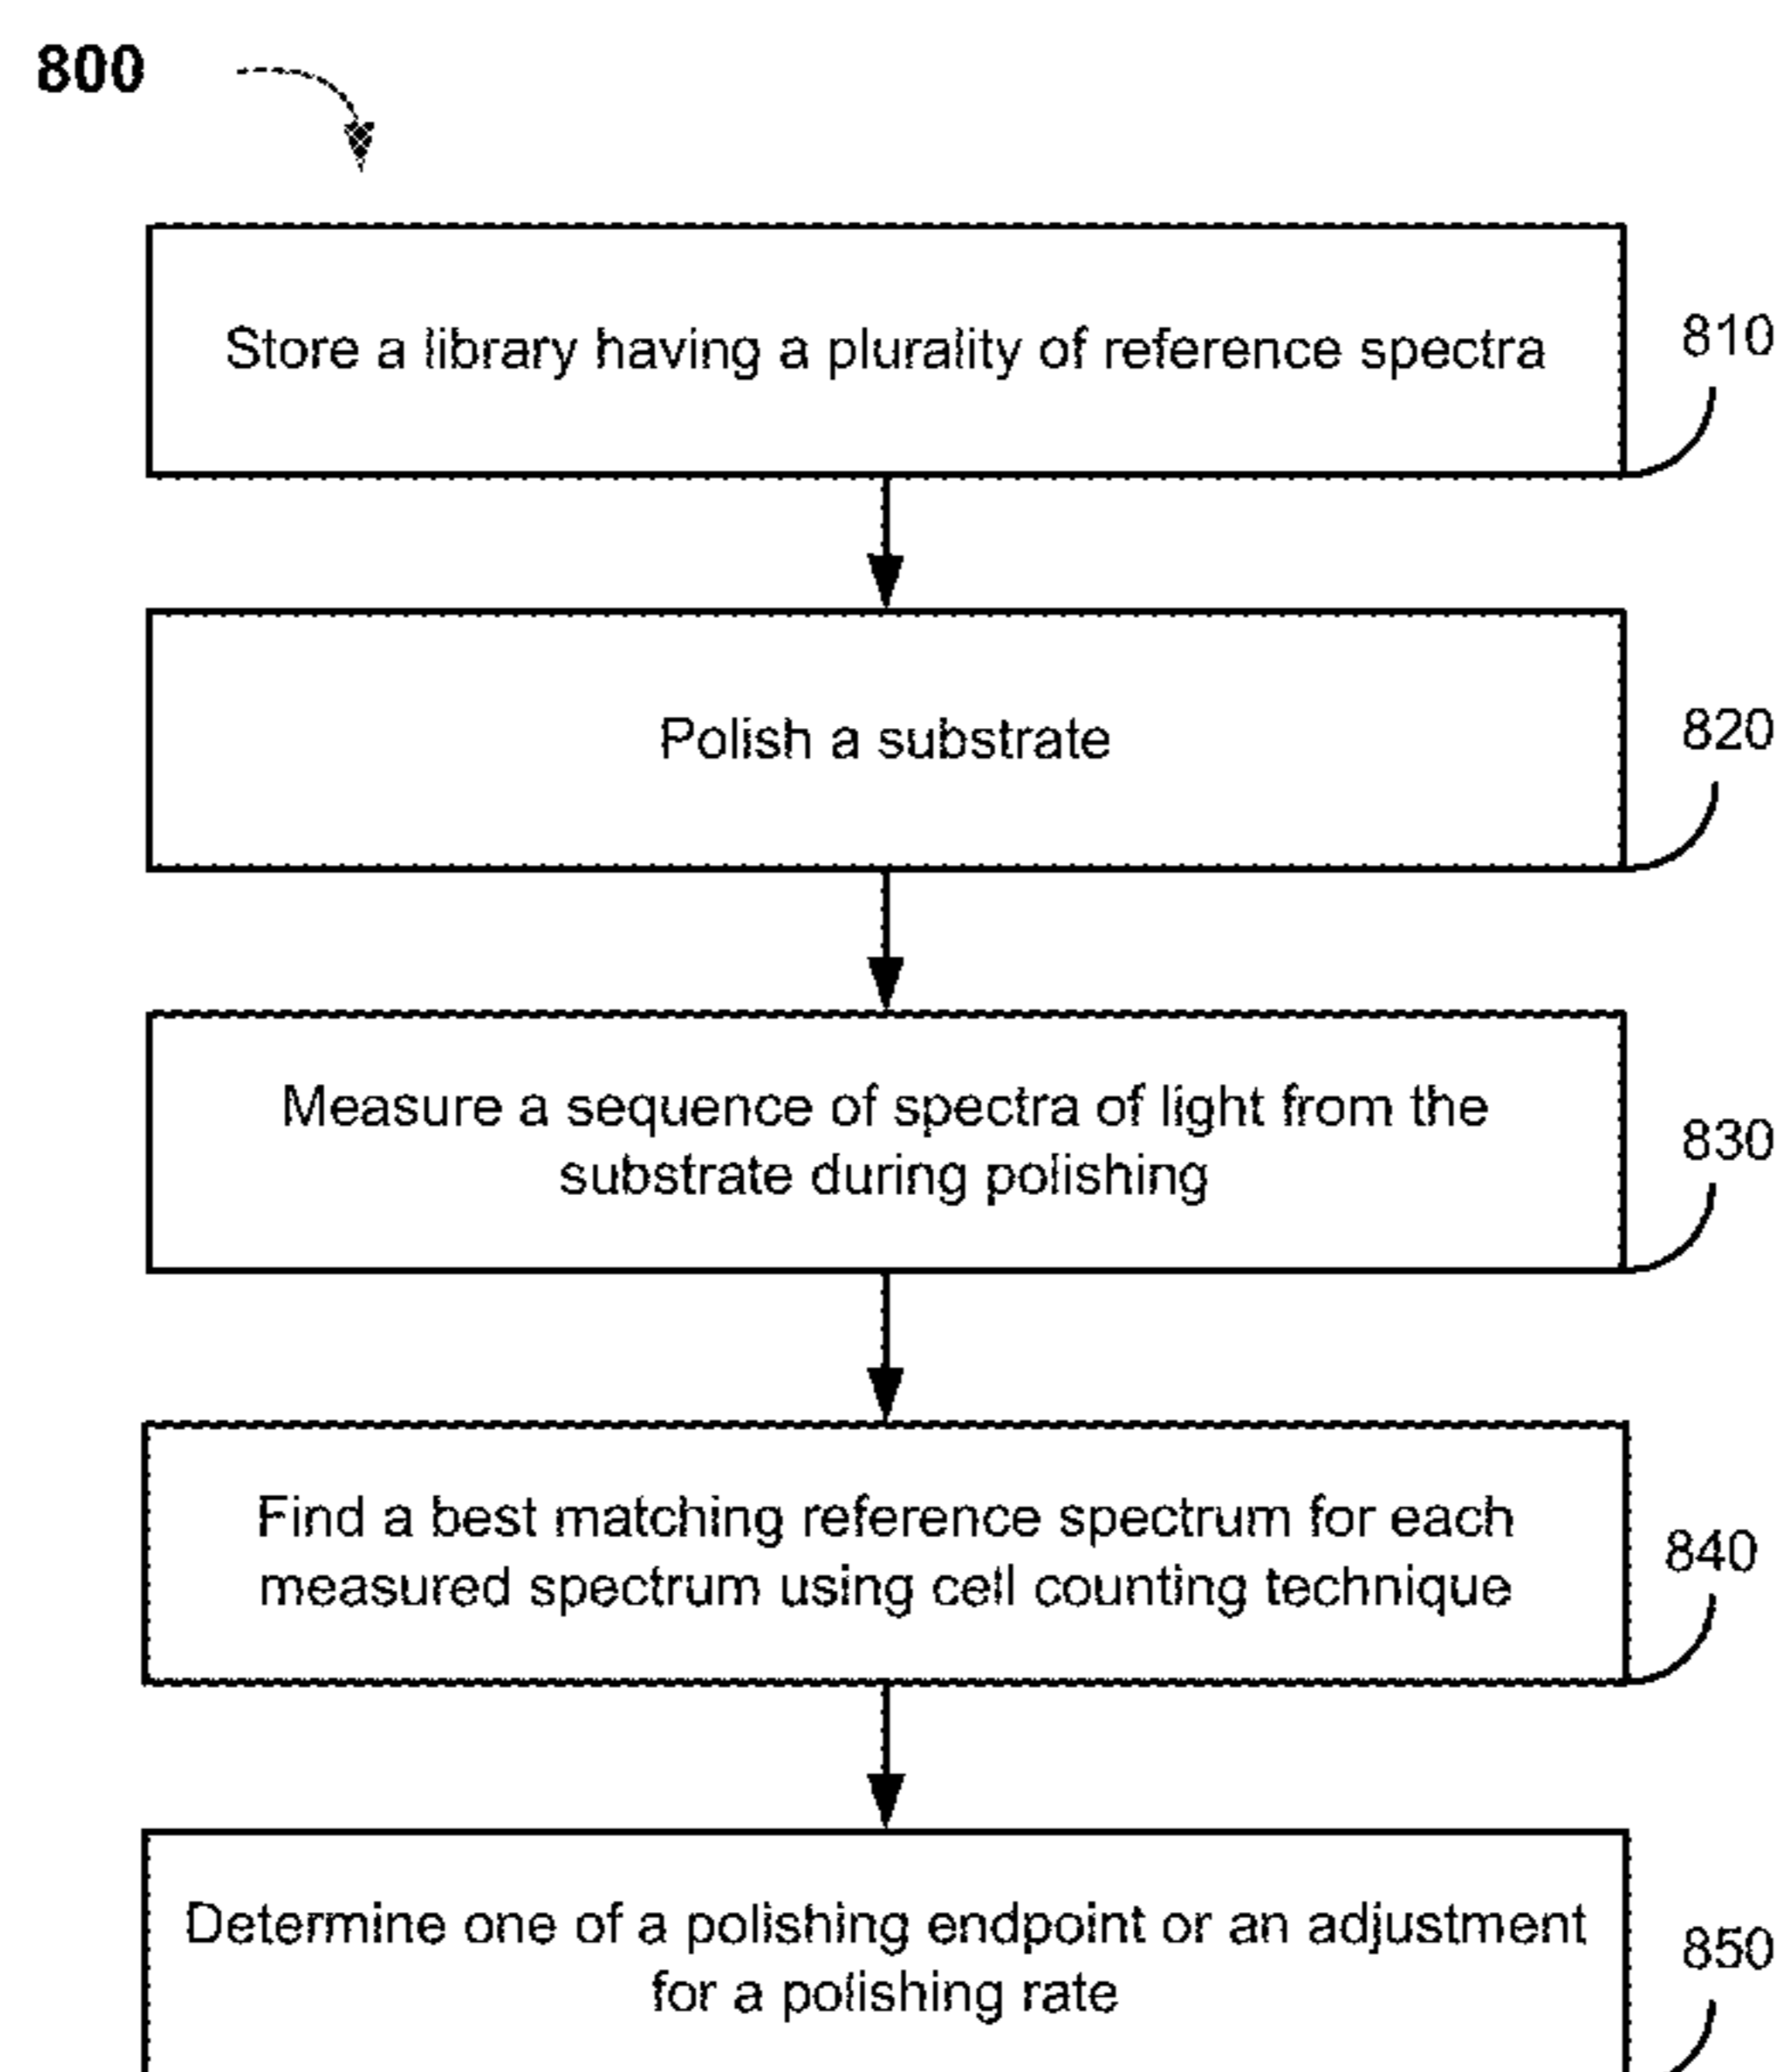 800
Store a library having a plurality of reference spectra
810
Polish a substrate
820
Measure a sequence of spectra of light from the
substrate during polishing
830
Find a best matching reference spectrum for each
measured spectrum using cell counting technique
840
Determine one of a polishing endpoint or an adjustment
for a polishing rate
850